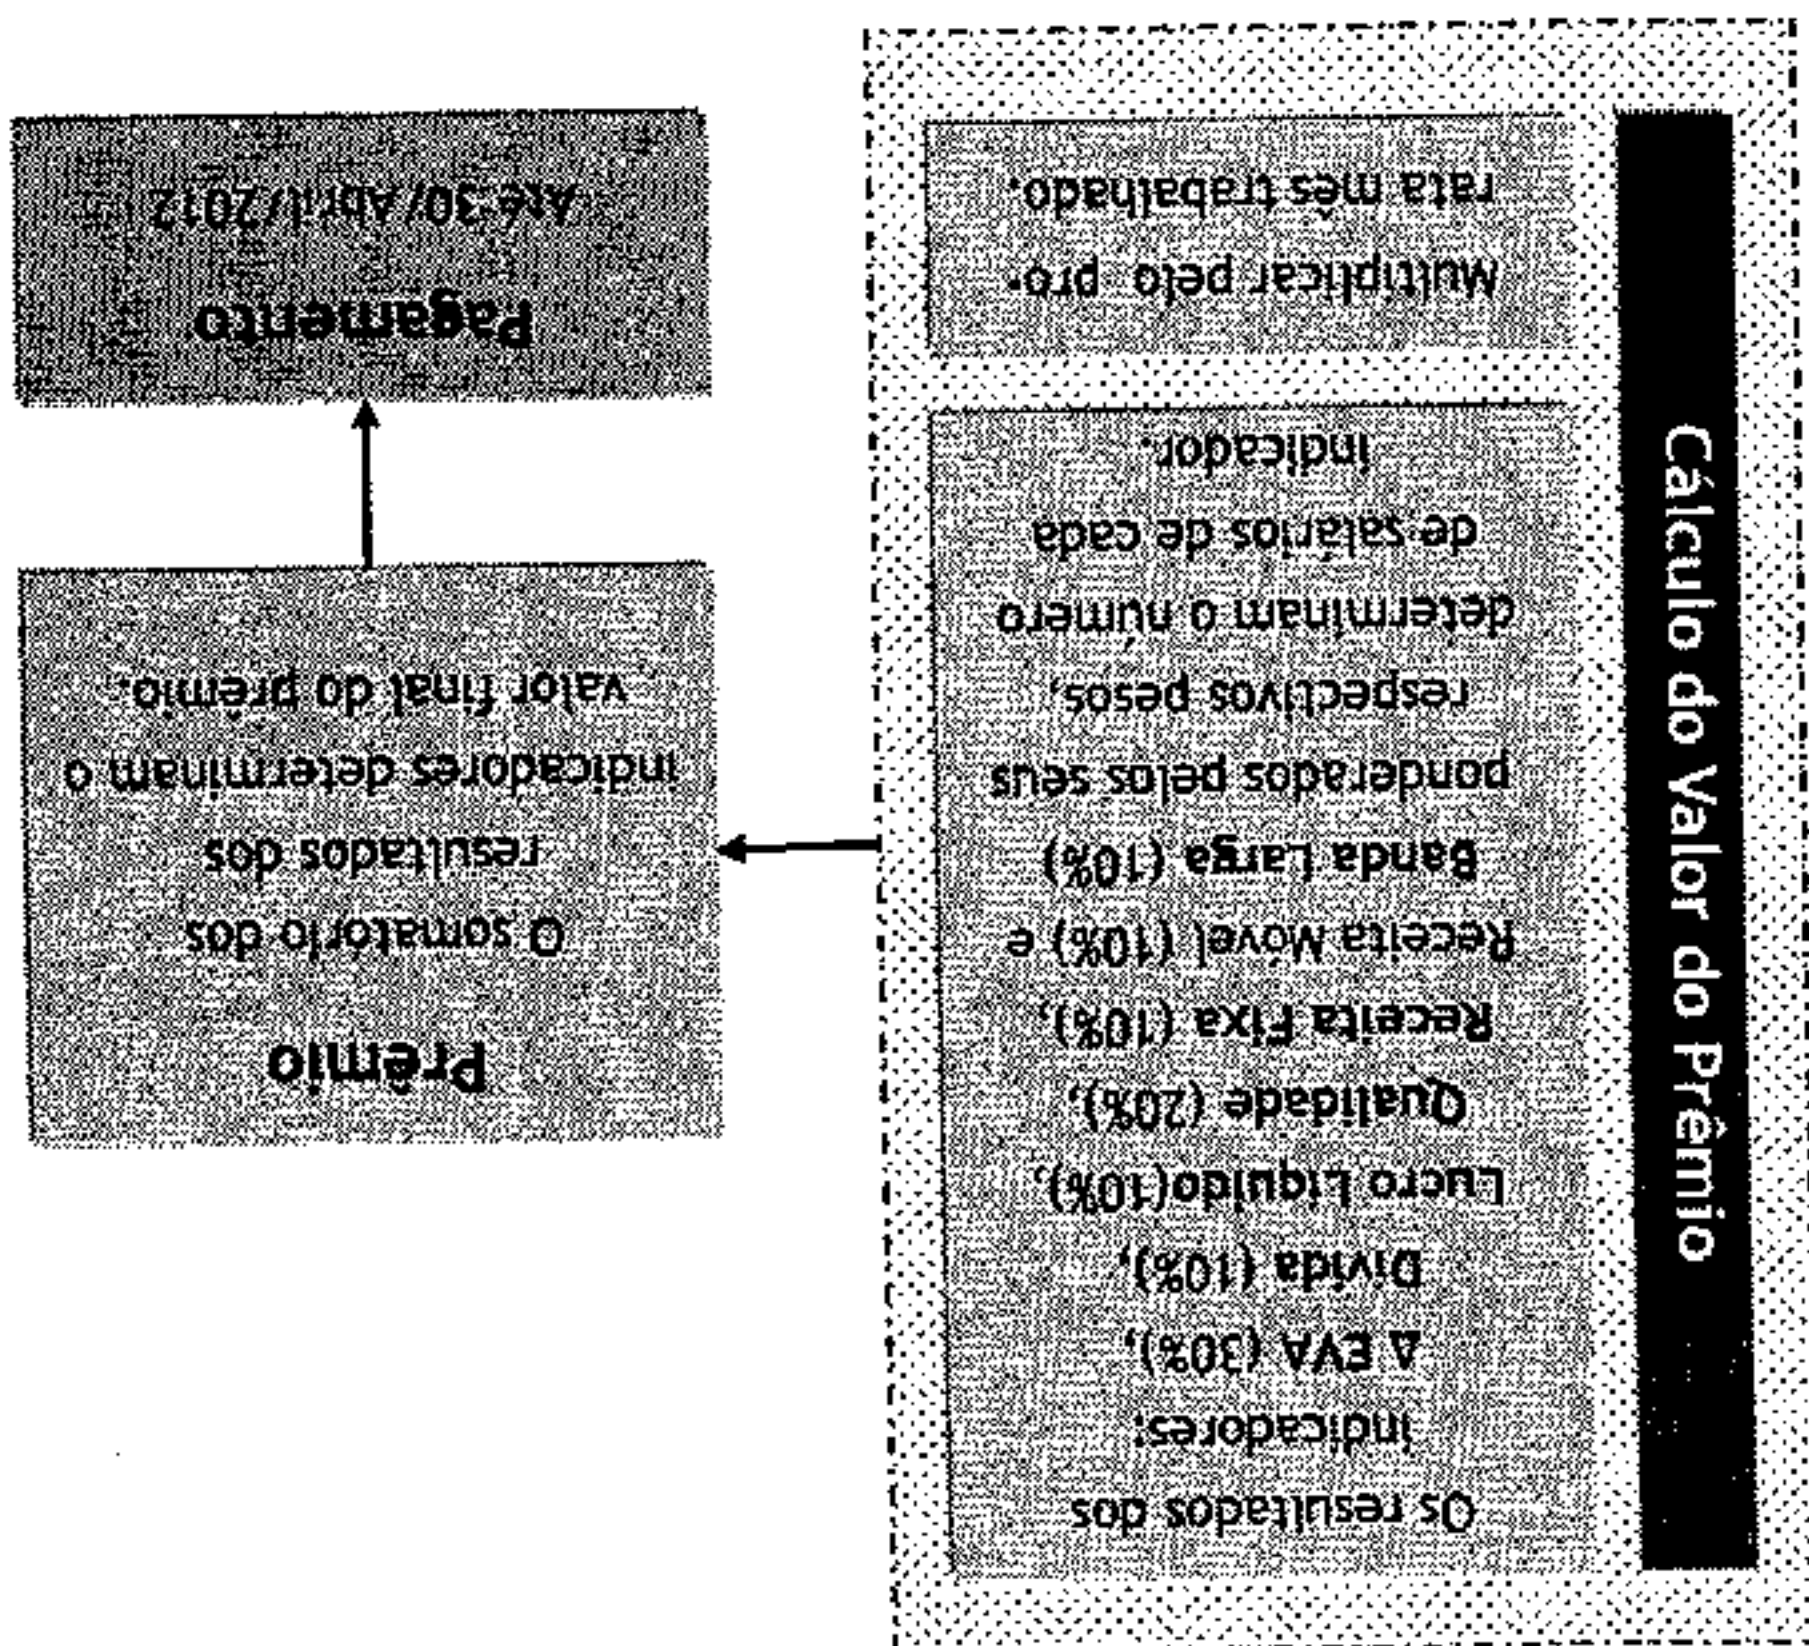 Cálculo do Valor do Prêmio
Os resultados dos
indicadores:
Δ EVA (30%),
Dívida (10%),
Lucro Líquido(10%),
Qualidade (20%),
Receita Fixa (10%),
Receita Móvel (10%) e
Banda Larga (10%)
ponderados pelos seus
respectivos pesos,
determinam o número
de salários de cada
indicador.
Multiplicar pelo pro-
rata mês trabalhado.
Prêmio
O somatório dos
resultados dos
indicadores determinam o
valor final do prêmio.
Pagamento
Até 30/Abril/2012